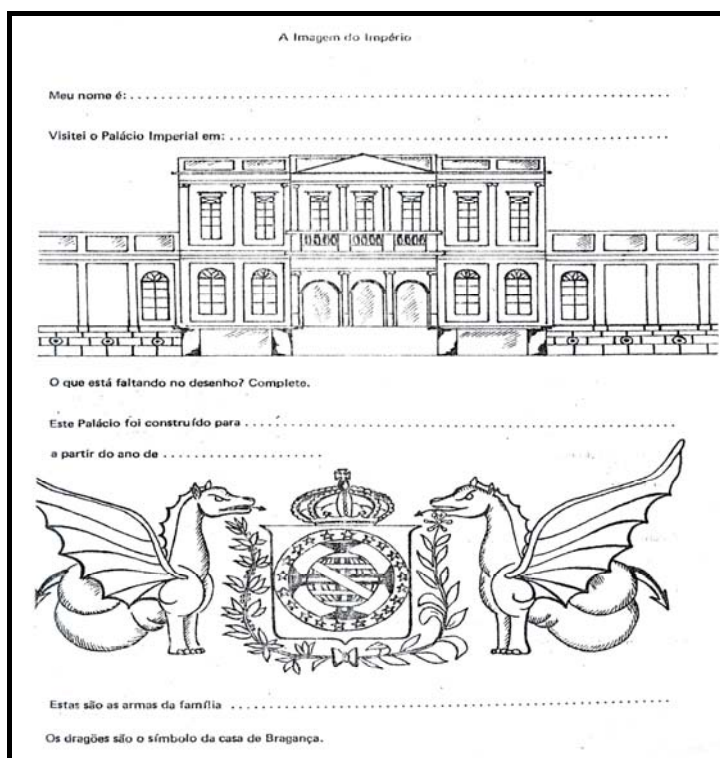 A Imagem do Império
Meu nome é: ........................................................................
Visitei o Palácio Imperial em: ............................................................
O que está faltando no desenho? Complete.
Este Palácio foi construído para ............................................................
a partir do ano de ......................
Estas são as armas da família ............................................................
Os dragões são o símbolo da casa de Bragança.